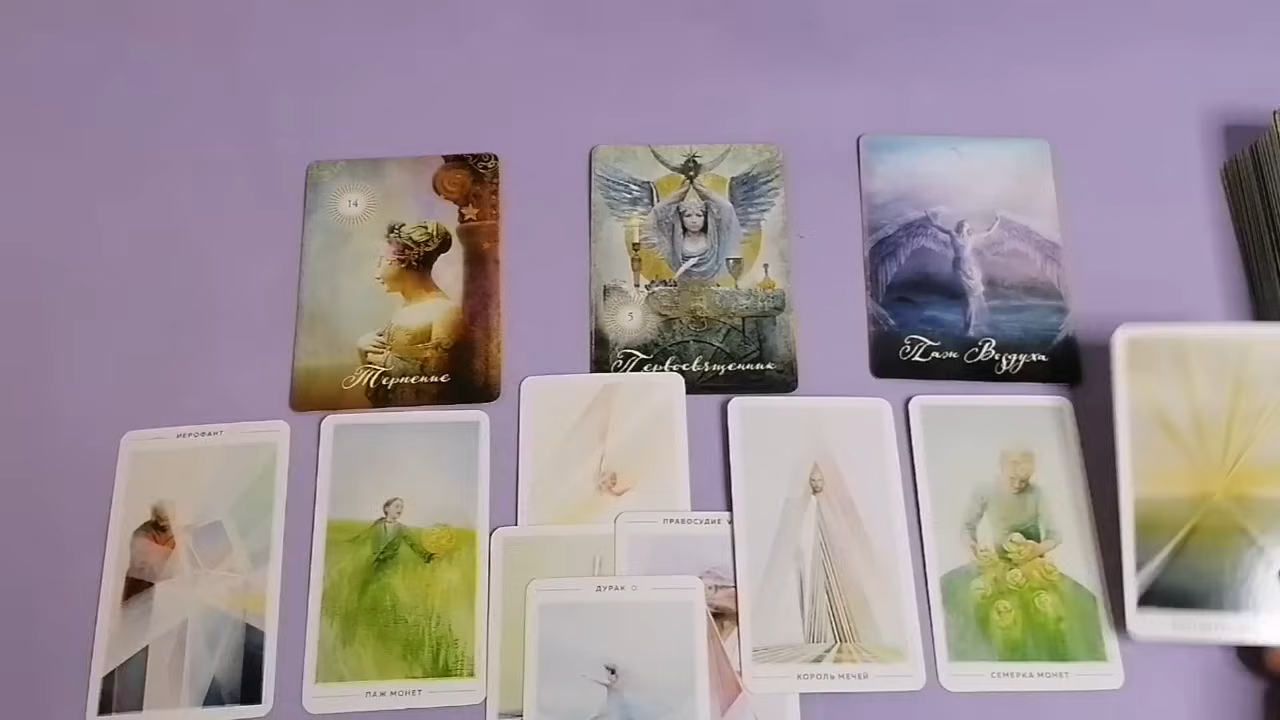 14
Терпение
5
Первосвященник
Паж Воздуха
ИЕРОФАНТ
ПАЖ МОНЕТ
ПРАВОСУДИЕ
ДУРАК 0
КОРОЛЬ МЕЧЕЙ
СЕМЕРКА МОНЕТ